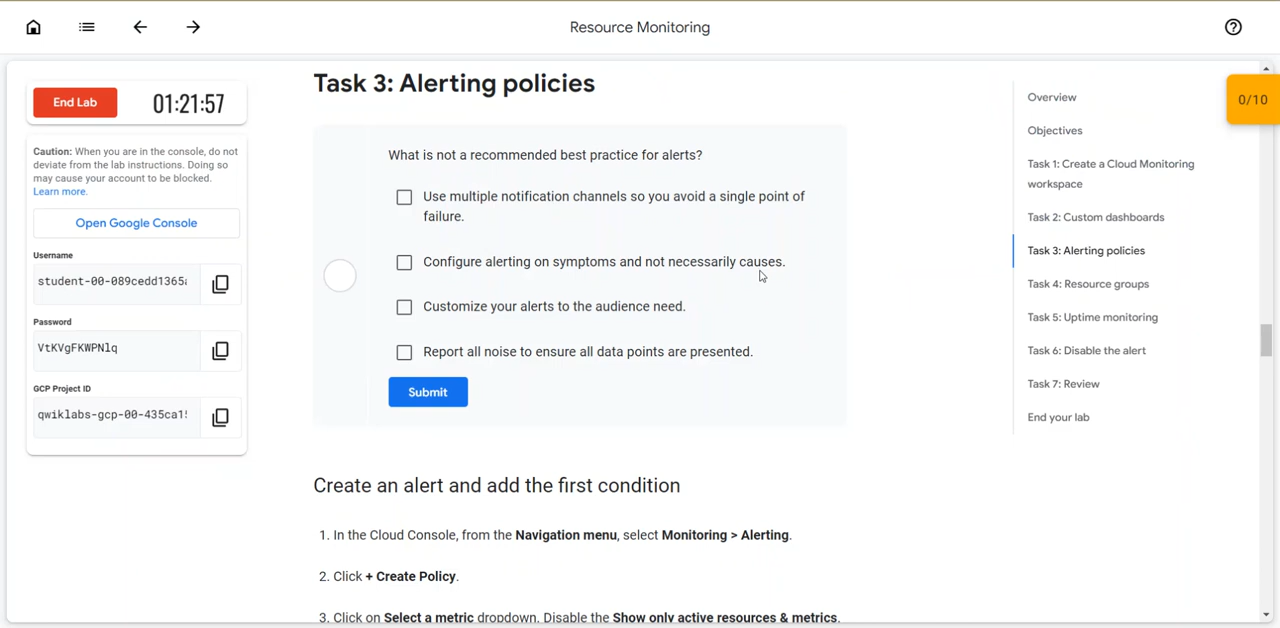 Resource Monitoring
End Lab
01:21:57
Caution: When you are in the console, do not
deviate from the lab instructions. Doing so
may cause your account to be blocked.
Learn more.
Open Google Console
Username
student-00-089cedd1365
Password
VtKVgFKWPNlq
GCP Project ID
qwiklabs-gcp-00-435ca1
Task 3: Alerting policies
What is not a recommended best practice for alerts?
Use multiple notification channels so you avoid a single point of
failure.
Configure alerting on symptoms and not necessarily causes.
Customize your alerts to the audience need.
Report all noise to ensure all data points are presented.
Submit
Create an alert and add the first condition
1. In the Cloud Console, from the Navigation menu, select Monitoring > Alerting.
2. Click + Create Policy.
3. Click on Select a metric dropdown. Disable the Show only active resources & metrics.
0/10
Overview
Objectives
Task 1: Create a Cloud Monitoring
workspace
Task 2: Custom dashboards
Task 3: Alerting policies
Task 4: Resource groups
Task 5: Uptime monitoring
Task 6: Disable the alert
Task 7: Review
End your lab